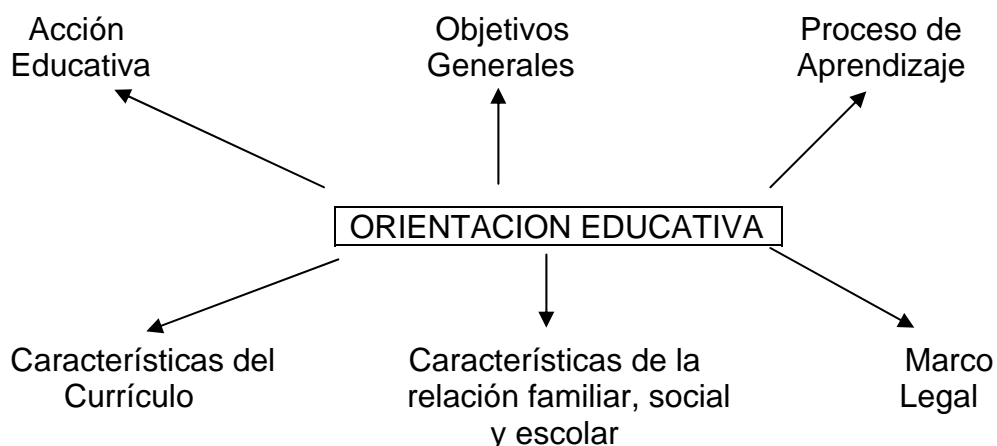 Acción
Educativa
Objetivos
Generales
Proceso de
Aprendizaje
ORIENTACION EDUCATIVA
Características del
Currículo
Características de la
relación familiar, social
y escolar
Marco
Legal